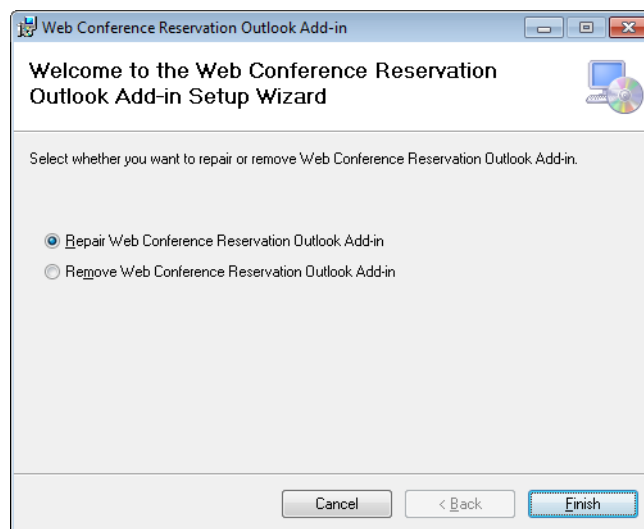 Web Conference Reservation Outlook Add-in
Welcome to the Web Conference Reservation
Outlook Add-in Setup Wizard
Select whether you want to repair or remove Web Conference Reservation Outlook Add-in.
Repair Web Conference Reservation Outlook Add-in
Remove Web Conference Reservation Outlook Add-in
Cancel
< Back
Finish